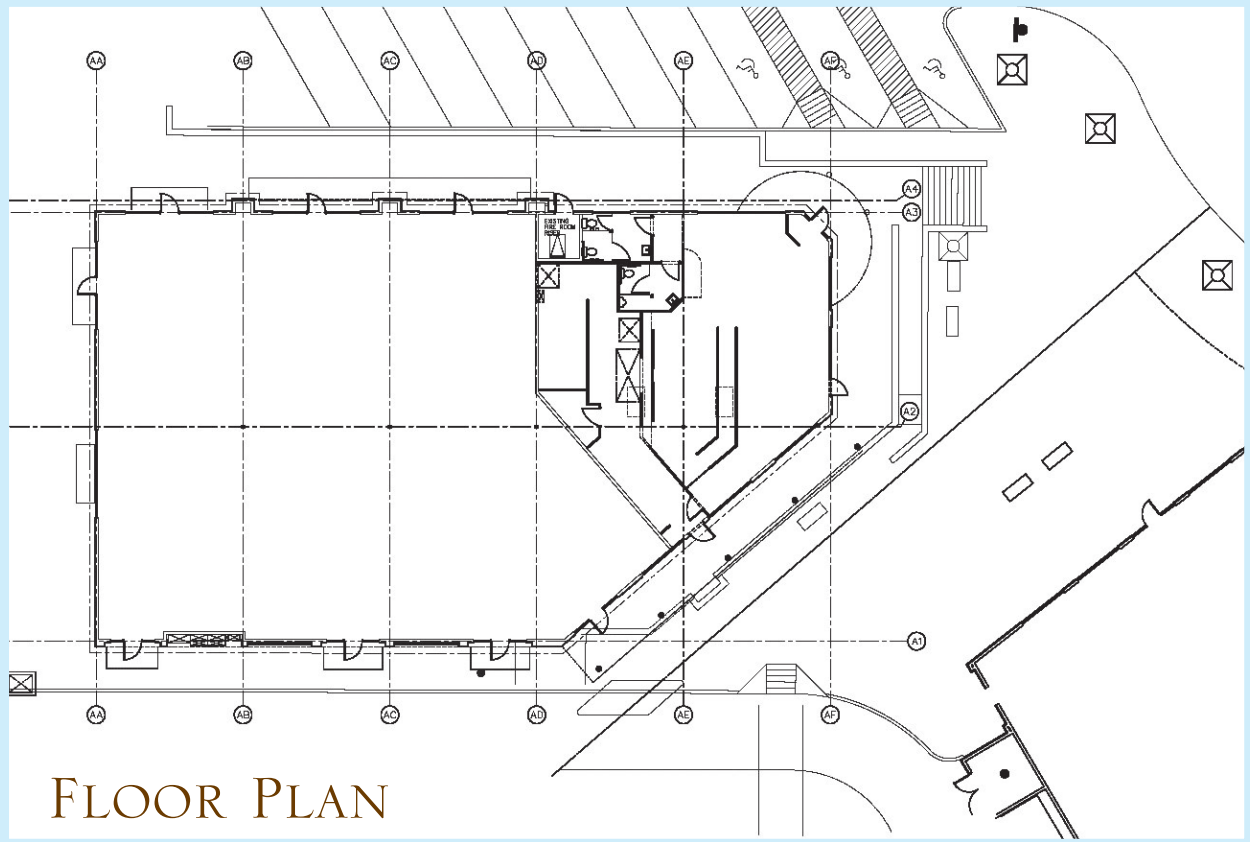 AA AB AC AD AE AF
A4
A3
EXISTING
FIRE ROOM
RISER
A2
A1
AA AB AC AD AE AF
FLOOR PLAN